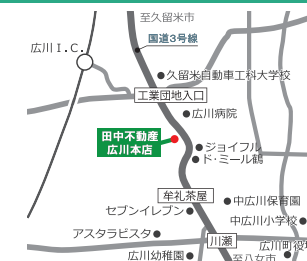 至久留米市
国道3号線
広川 I.C.
久留米自動車工科大学校
工業団地入口
広川病院
田中不動産
広川本店
ジョイフル
ド・ミール鶴
牟礼茶屋
中広川保育園
セブンイレブン
中広川小学校
アスタラビスタ
川瀬
広川町役
広川幼稚園
至八女市